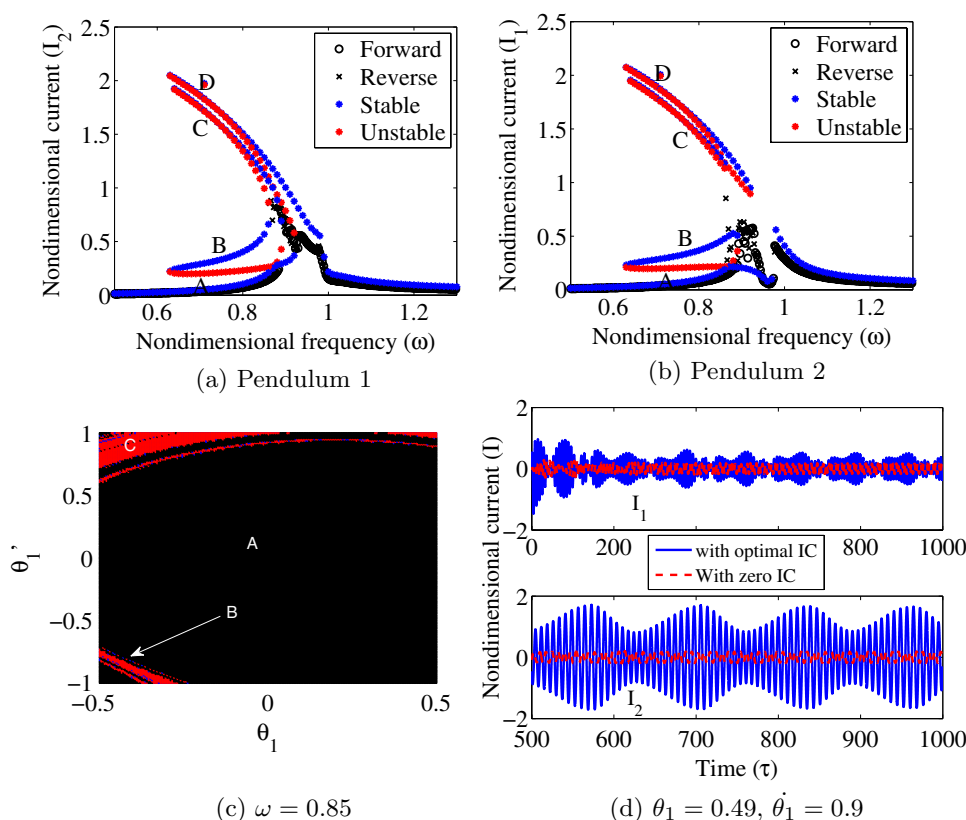 2.5
2
1.5
1
0.5
0
0.6 0.8 1 1.2
Nondimensional current (I2)
Nondimensional frequency (ω)
Forward
Reverse
Stable
Unstable
D
C
B
A
(a) Pendulum 1
2.5
2
1.5
1
0.5
0
0.6 0.8 1 1.2
Nondimensional current (I1)
Nondimensional frequency (ω)
Forward
Reverse
Stable
Unstable
D
C
B
A
(b) Pendulum 2
1
0.5
0
−0.5
−1
−0.5 0 0.5
θ1'
θ1
C
A
B
(c) ω = 0.85
2
0
−2
0 200 400 600 800 1000
I1
with optimal IC
With zero IC
2
0
−2
500 600 700 800 900 1000
I2
Nondimensional current (I)
Time (τ)
(d) θ1 = 0.49, θ̇1 = 0.9